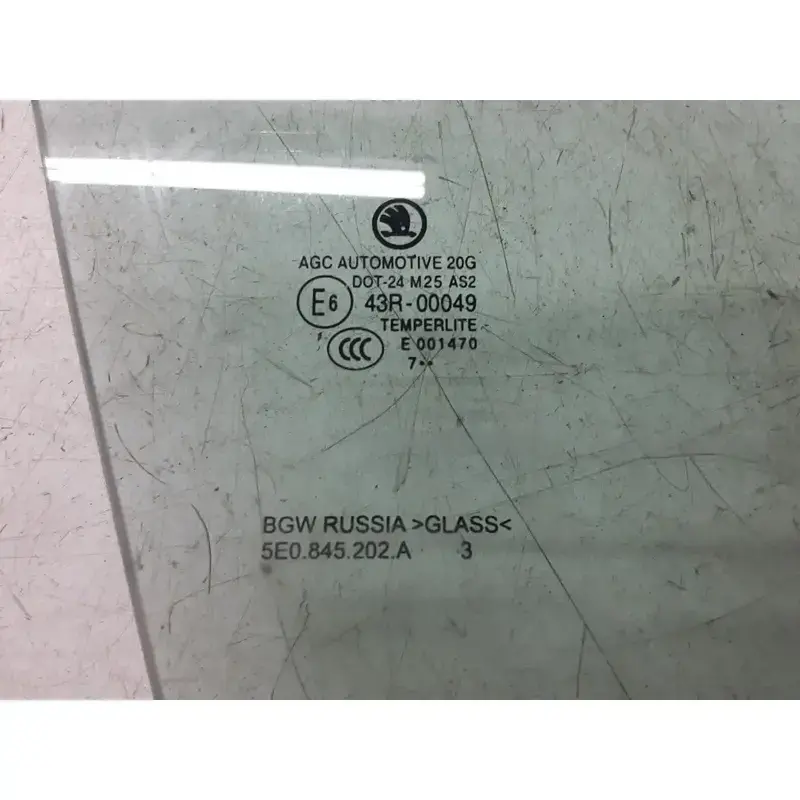 AGC AUTOMOTIVE 20G
DOT-24 M25 AS2
E6 43R-00049
TEMPERLITE
CCC E 001470
7••
BGW RUSSIA >GLASS<
5E0.845.202.A 3